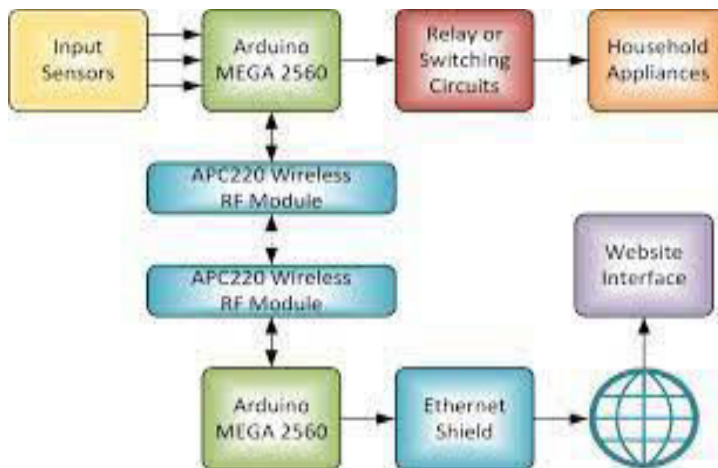 Input
Sensors
Arduino
MEGA 2560
Relay or
Switching
Circuits
Household
Appliances
APC220 Wireless
RF Module
APC220 Wireless
RF Module
Website
Interface
Arduino
MEGA 2560
Ethernet
Shield